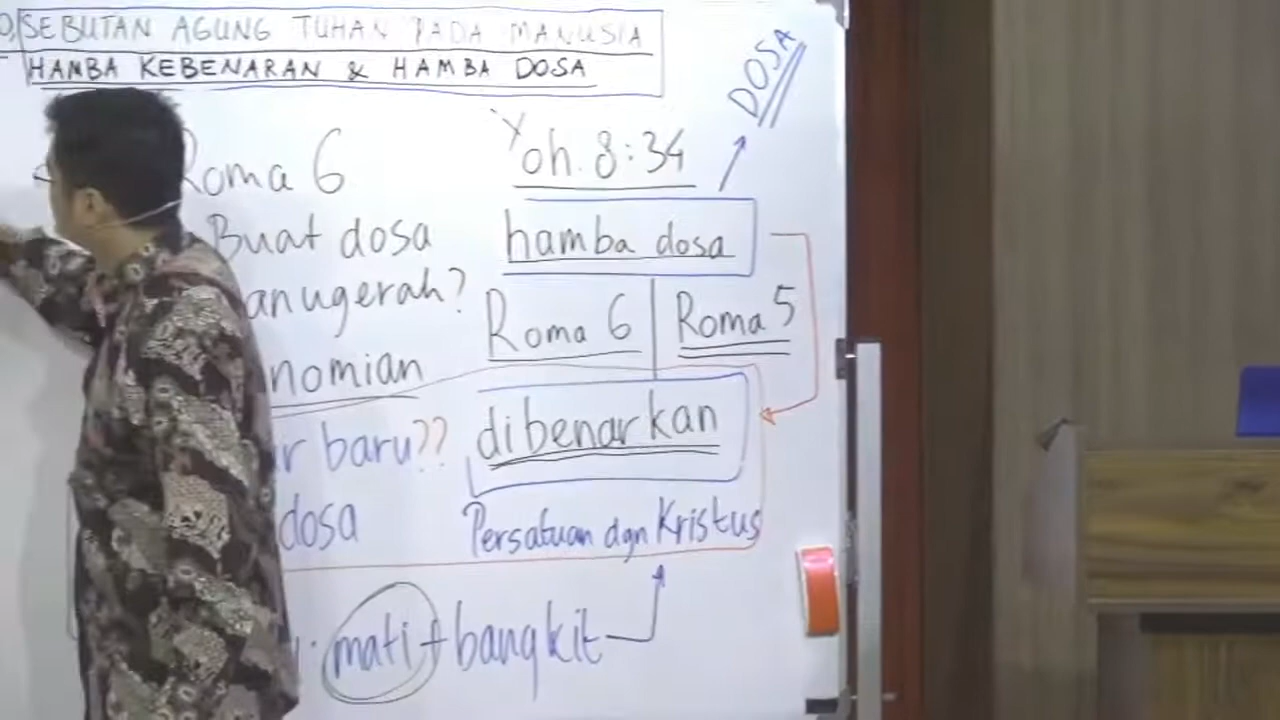 SEBUTAN AGUNG TUHAN PADA MANUSIA
HAMBA KEBENARAN & HAMBA DOSA
Roma 6
Buat dosa
anugerah?
nomian
r baru??
dosa
mati + bangkit
DOSA
Yoh. 8:34
hamba dosa
Roma 6 | Roma 5
dibenarkan
Persatuan dgn Kristus